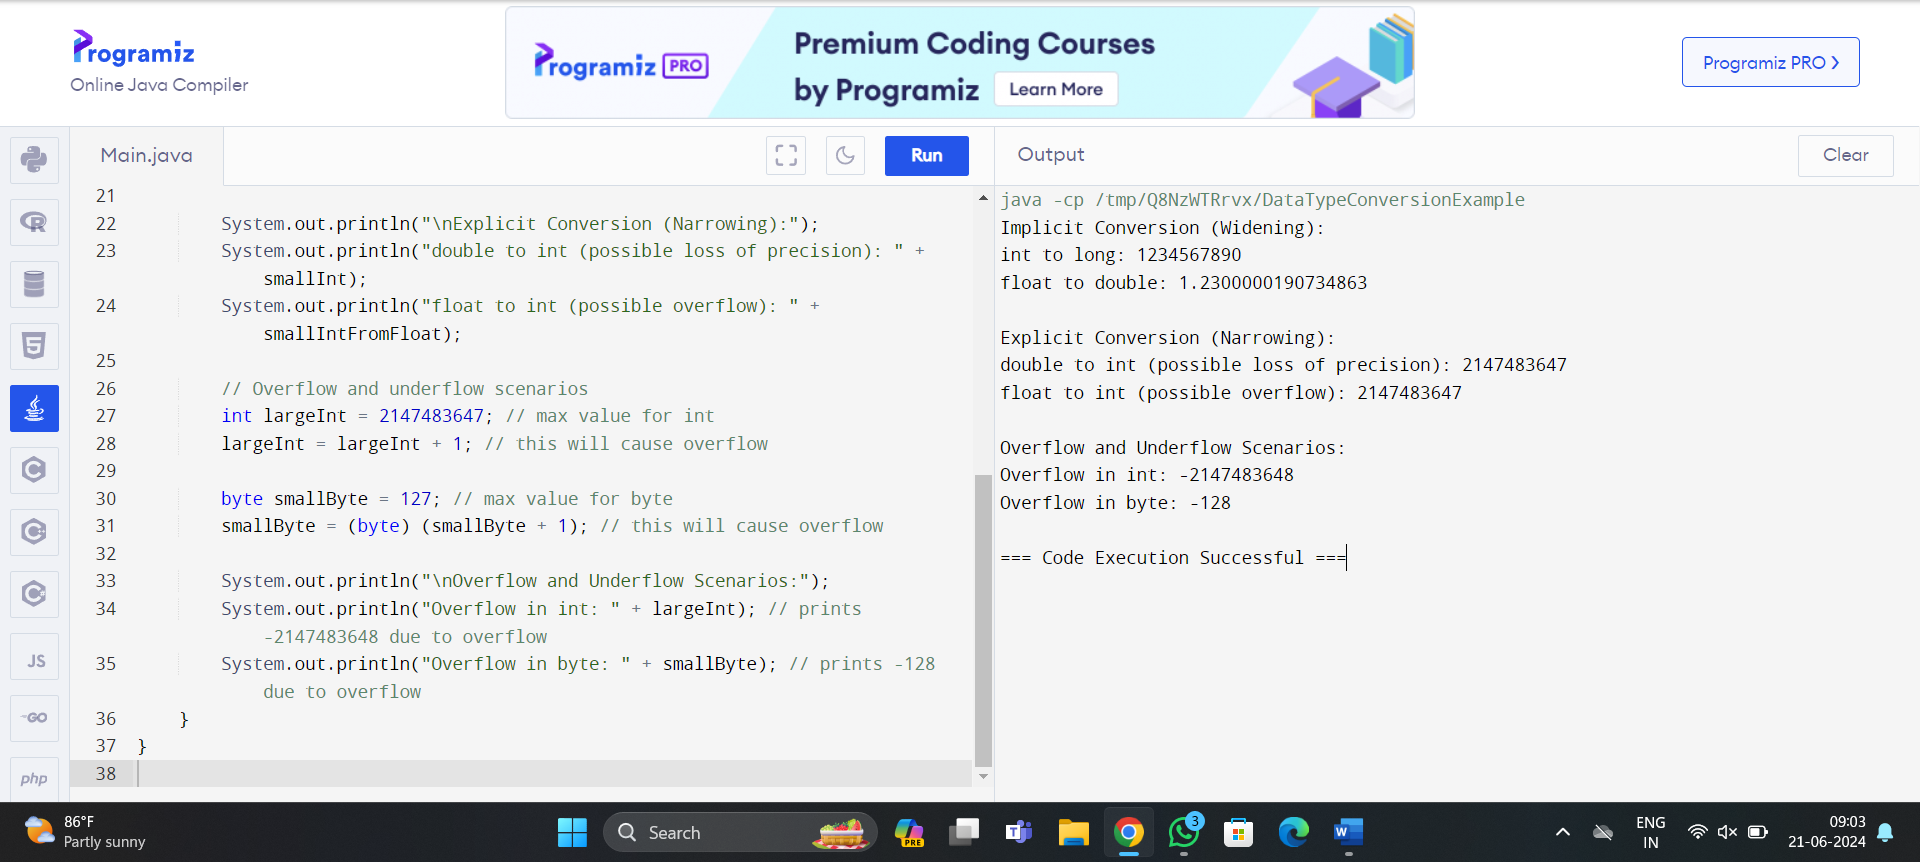 Programiz
Online Java Compiler
Programiz PRO
Premium Coding Courses
by Programiz
Learn More
Programiz PRO
Main.java
Run
Output
Clear
21
22 System.out.println("\nExplicit Conversion (Narrowing):");
23 System.out.println("double to int (possible loss of precision): " +
smallInt);
24 System.out.println("float to int (possible overflow): " +
smallIntFromFloat);
25
26 // Overflow and underflow scenarios
27 int largeInt = 2147483647; // max value for int
28 largeInt = largeInt + 1; // this will cause overflow
29
30 byte smallByte = 127; // max value for byte
31 smallByte = (byte) (smallByte + 1); // this will cause overflow
32
33 System.out.println("\nOverflow and Underflow Scenarios:");
34 System.out.println("Overflow in int: " + largeInt); // prints
-2147483648 due to overflow
35 System.out.println("Overflow in byte: " + smallByte); // prints -128
due to overflow
36 }
37 }
38
java -cp /tmp/Q8NzWTRrvx/DataTypeConversionExample
Implicit Conversion (Widening):
int to long: 1234567890
float to double: 1.2300000190734863
Explicit Conversion (Narrowing):
double to int (possible loss of precision): 2147483647
float to int (possible overflow): 2147483647
Overflow and Underflow Scenarios:
Overflow in int: -2147483648
Overflow in byte: -128
=== Code Execution Successful ===
R
5
C
C
C
JS
GO
php
86°F
Partly sunny
Search
PRE
T
3
W
ENG
IN
09:03
21-06-2024